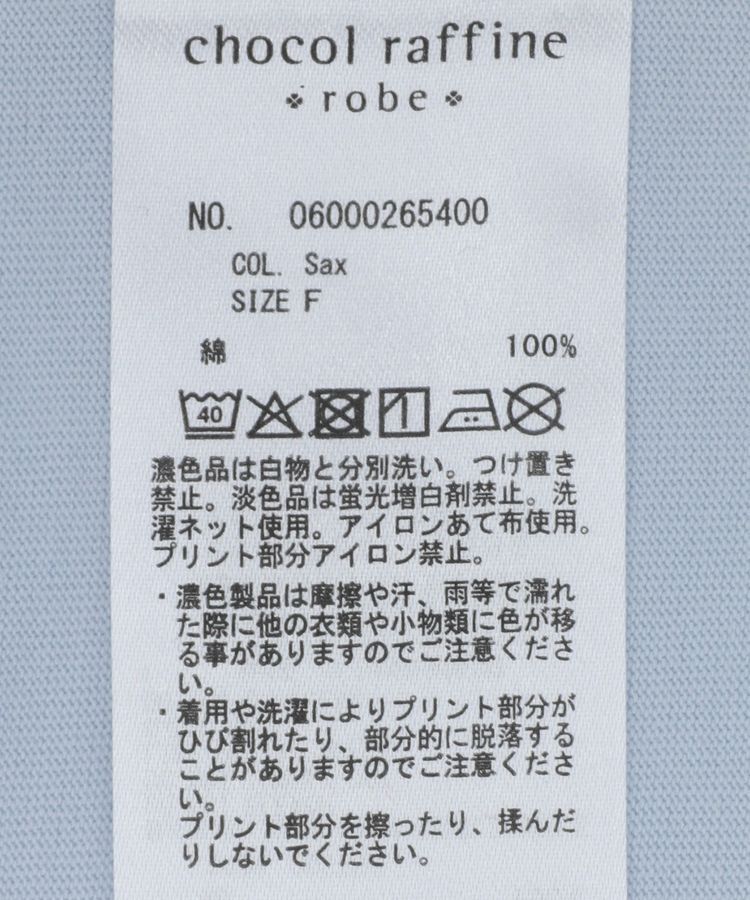 chocol raffine
robe
NO. 06000265400
COL. Sax
SIZE F
綿 100%
40
濃色品は白物と分別洗い。つけ置き
禁止。淡色品は蛍光増白剤禁止。洗
濯ネット使用。アイロンあて布使用。
プリント部分アイロン禁止。
・濃色製品は摩擦や汗、雨等で濡れ
た際に他の衣類や小物類に色が移
る事がありますのでご注意くださ
い。
・着用や洗濯によりプリント部分が
ひび割れたり、部分的に脱落する
ことがありますのでご注意くださ
い。
プリント部分を擦ったり、揉んだ
りしないでください。